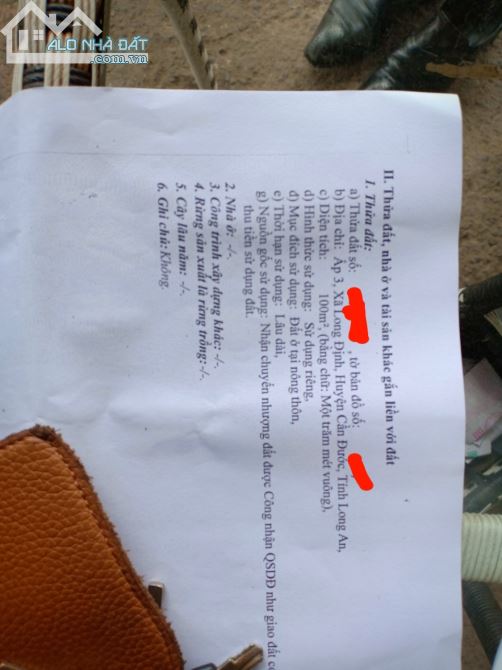 ALO NHÀ ĐẤT
.com.vn
II. Thửa đất, nhà ở và tài sản khác gắn liền với đất
1. Thửa đất:
a) Thửa đất số: , tờ bản đồ số:
b) Địa chỉ: Ấp 3, Xã Long Định, Huyện Cần Đước, Tỉnh Long An,
c) Diện tích: 100m², (bằng chữ: Một trăm mét vuông),
d) Hình thức sử dụng: Sử dụng riêng,
đ) Mục đích sử dụng: Đất ở tại nông thôn,
e) Thời hạn sử dụng: Lâu dài,
g) Nguồn gốc sử dụng: Nhận chuyển nhượng đất được Công nhận QSDĐ như giao đất
thu tiền sử dụng đất.
2. Nhà ở: -/-.
3. Công trình xây dựng khác: -/-.
4. Rừng sản xuất là rừng trồng: -/-.
5. Cây lâu năm: -/-.
6. Ghi chú: Không.